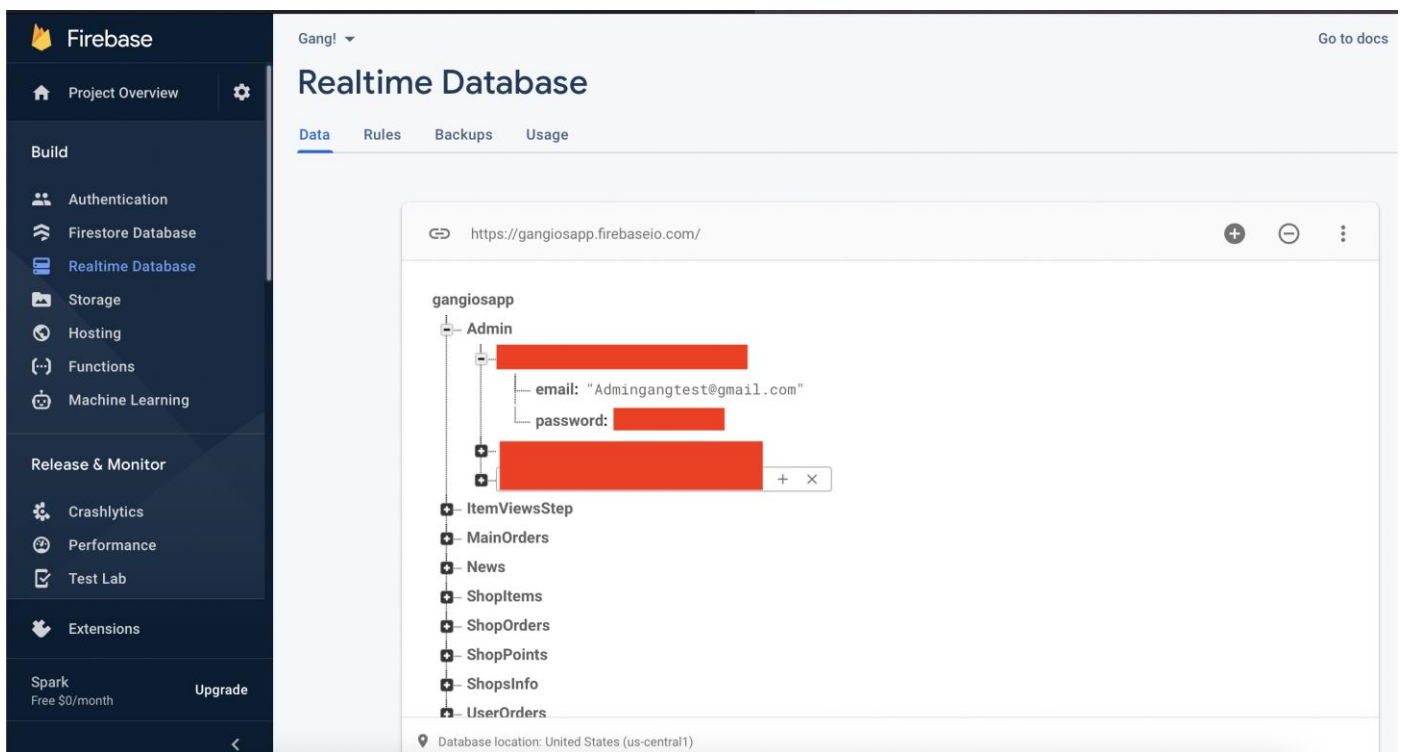 Firebase
Project Overview
Build
Authentication
Firestore Database
Realtime Database
Storage
Hosting
Functions
Machine Learning
Release & Monitor
Crashlytics
Performance
Test Lab
Extensions
Spark
Free $0/month
Upgrade
Gang!
Go to docs
Realtime Database
Data Rules Backups Usage
https://gangiosapp.firebaseio.com/
gangiosapp
Admin
email: "Admingangtest@gmail.com"
password:
ItemViewsStep
MainOrders
News
ShopItems
ShopOrders
ShopPoints
ShopsInfo
UserOrders
Database location: United States (us-central1)